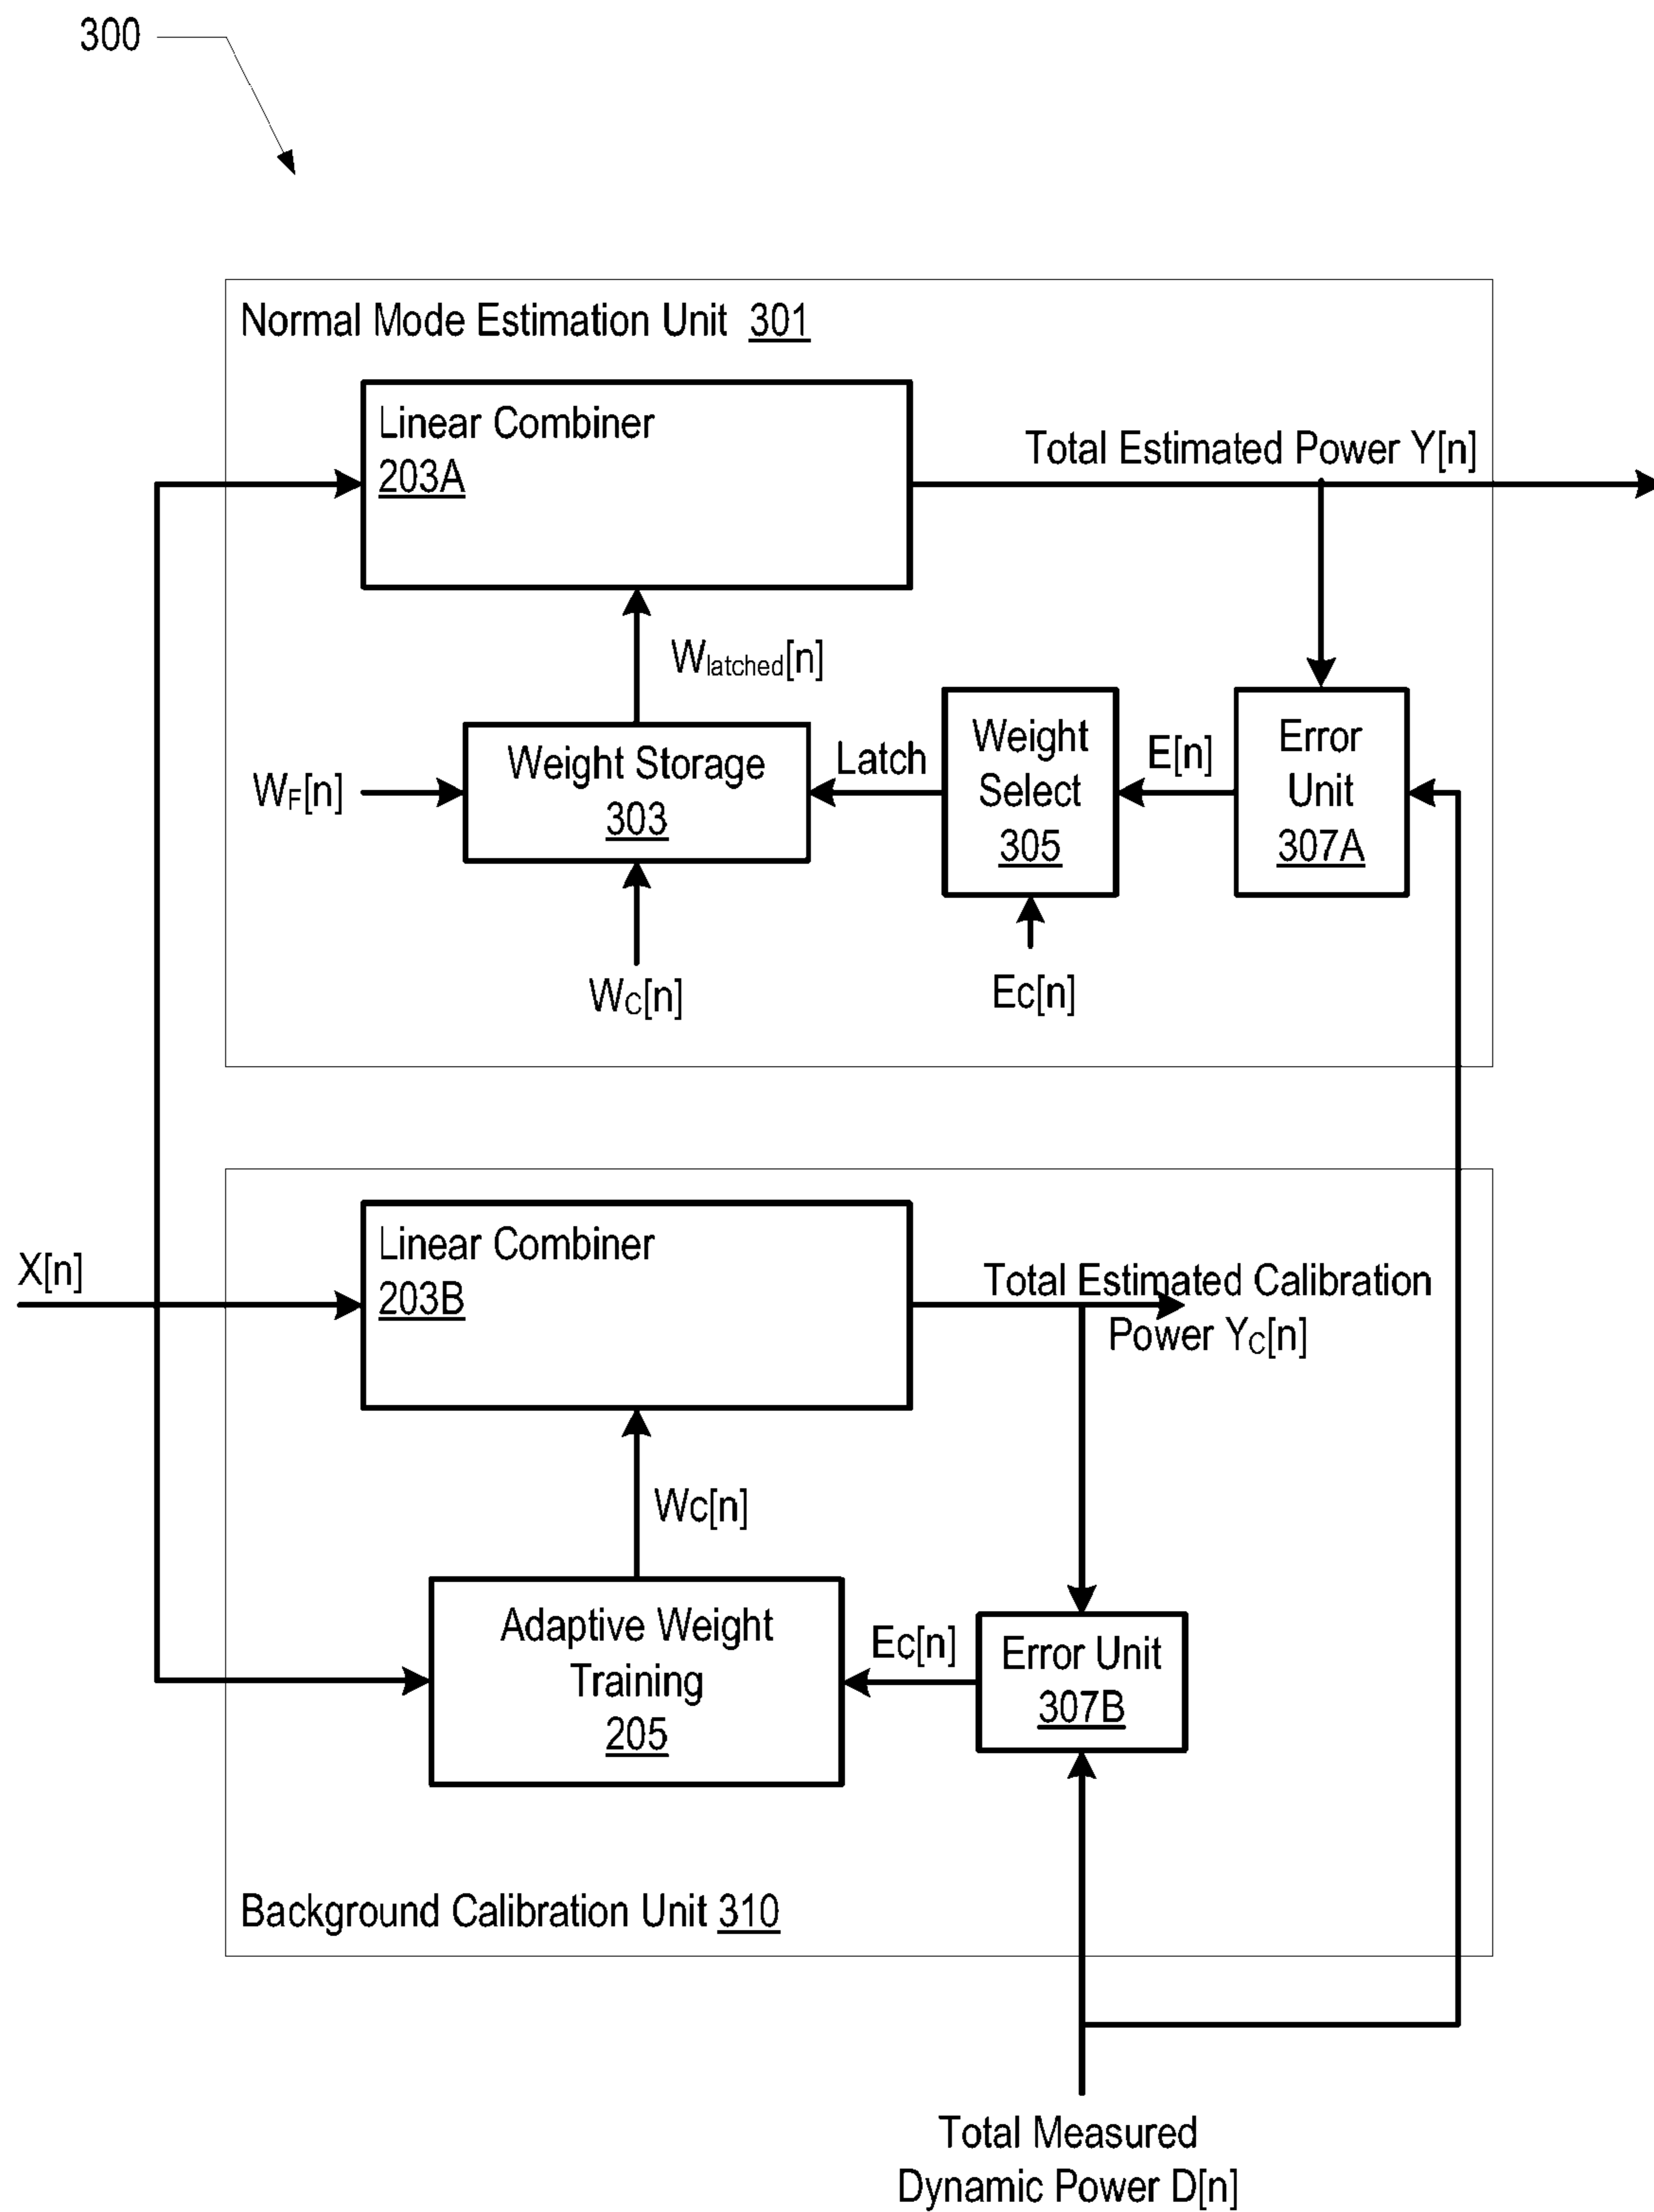 300
Normal Mode Estimation Unit 301
Linear Combiner
203A
Total Estimated Power Y[n]
Wlatched[n]
Weight Storage
303
WF[n]
Latch
Weight
Select
305
E[n]
Error
Unit
307A
WC[n]
Ec[n]
X[n]
Linear Combiner
203B
Total Estimated Calibration
Power YC[n]
Wc[n]
Adaptive Weight
Training
205
Ec[n]
Error Unit
307B
Background Calibration Unit 310
Total Measured
Dynamic Power D[n]